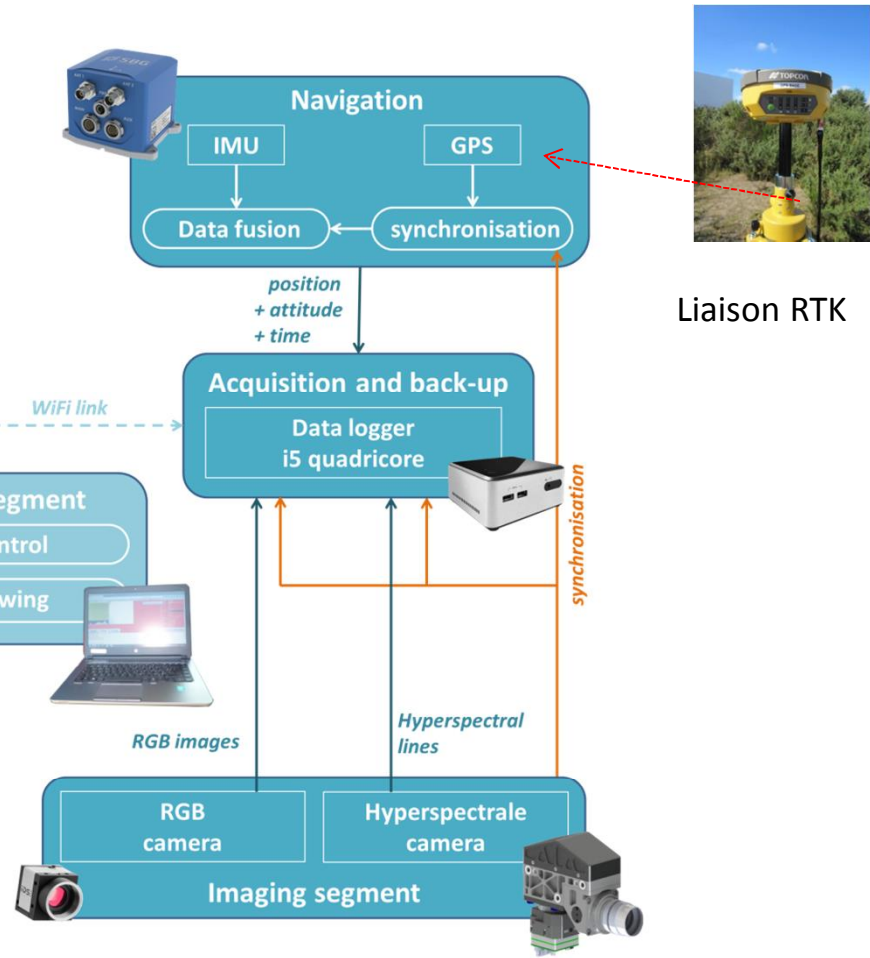 SBG
TOPCON
Navigation
IMU
GPS
Data fusion
synchronisation
position
+ attitude
+ time
Liaison RTK
Acquisition and back-up
Data logger
i5 quadricore
WiFi link
egment
ntrol
wing
synchronisation
RGB images
Hyperspectral
lines
RGB
camera
Hyperspectrale
camera
Imaging segment